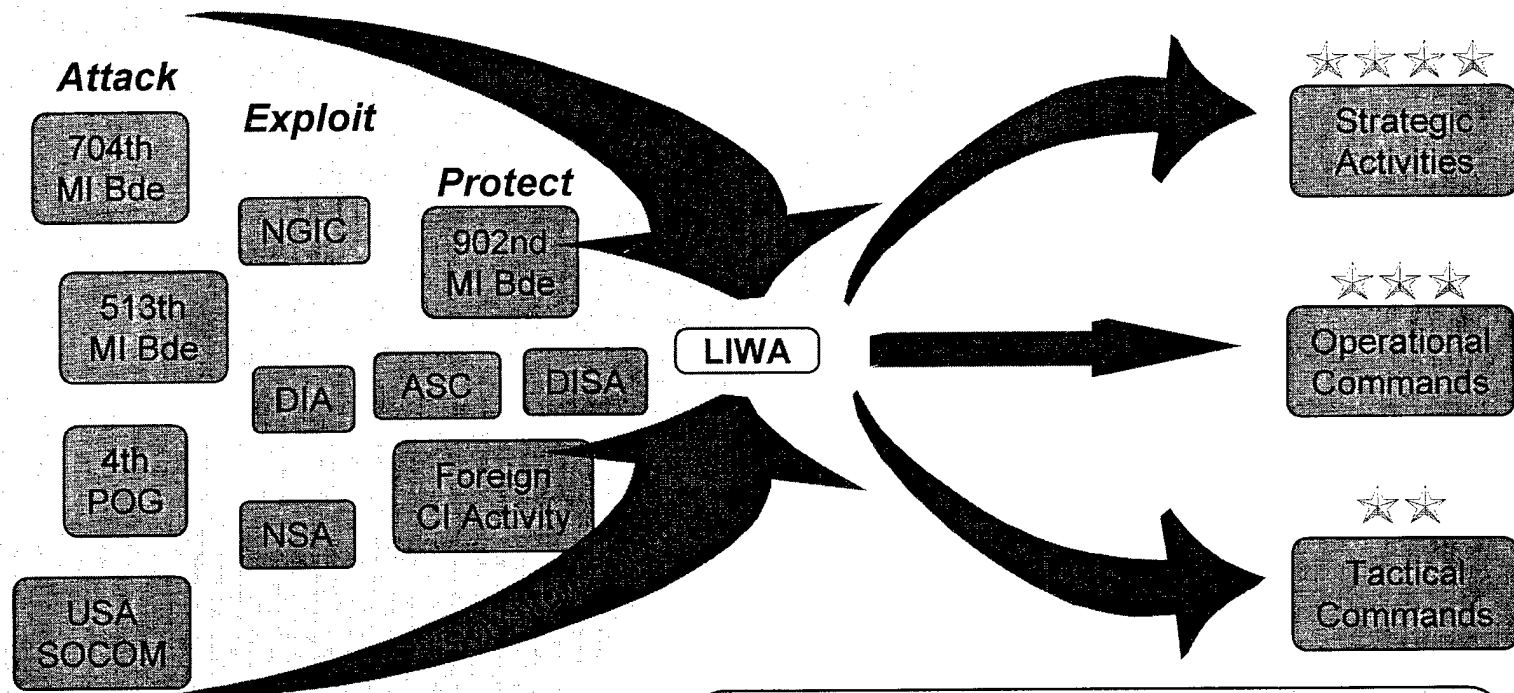 Attack
704th
MI Bde
513th
MI Bde
4th
POG
USA
SOCOM
Exploit
NGIC
DIA
NSA
Protect
902nd
MI Bde
ASC
DISA
Foreign
CI Activity
LIWA
Strategic
Activities
Operational
Commands
Tactical
Commands